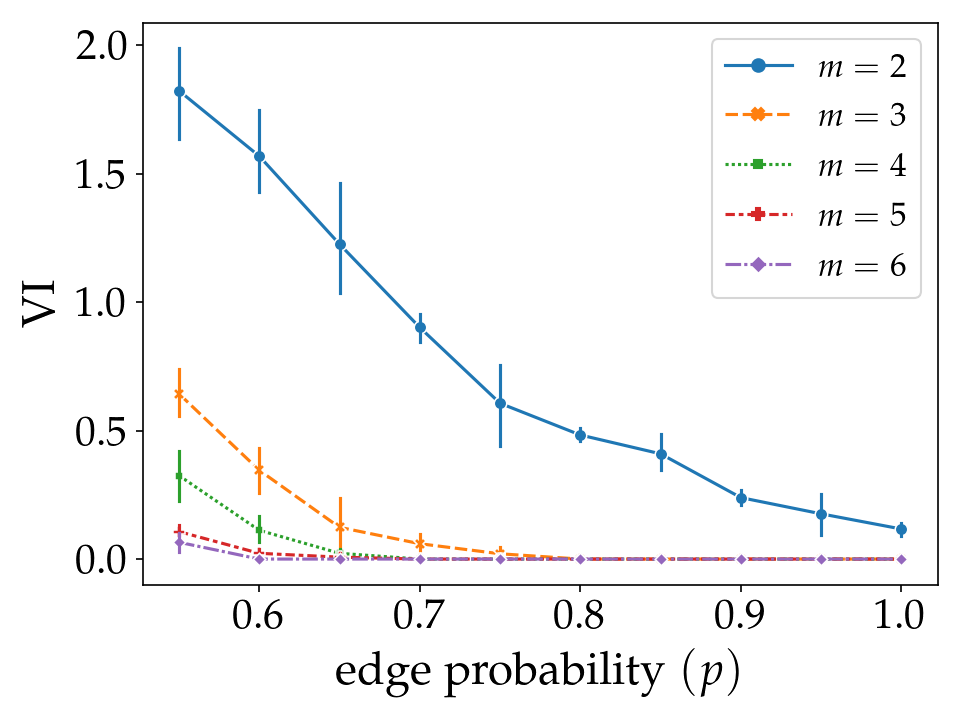 2.0
1.5
1.0
0.5
0.0
VI
0.6 0.7 0.8 0.9 1.0
edge probability (p)
m = 2
m = 3
m = 4
m = 5
m = 6